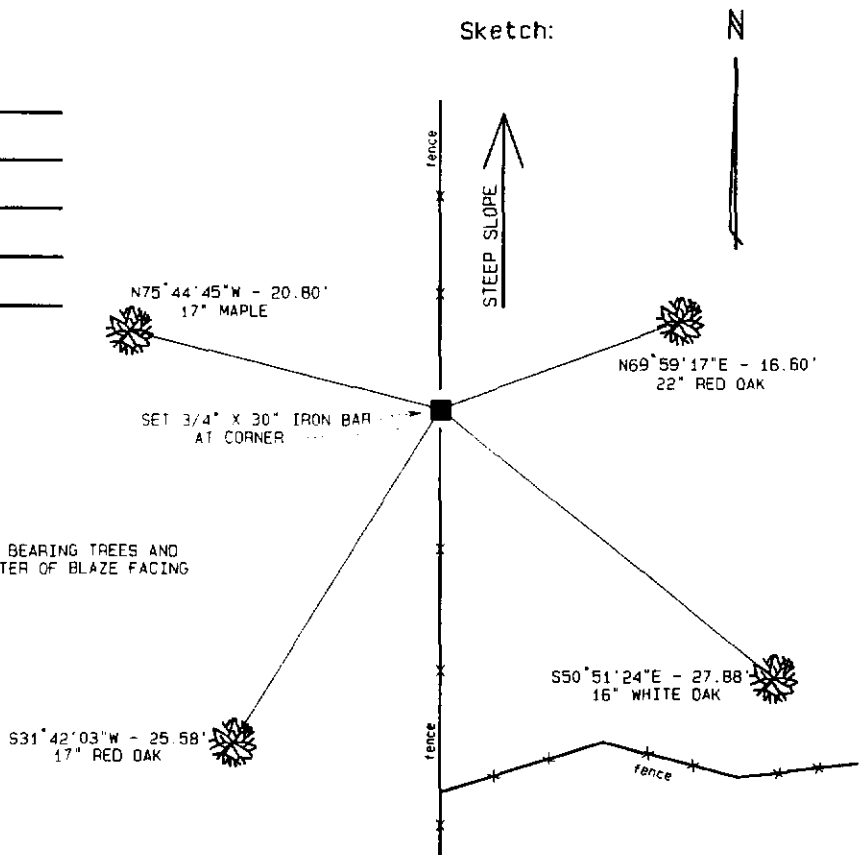 Sketch:
N
fence
STEEP SLOPE
N75°44'45"W - 20.80'
17" MAPLE
N69°59'17"E - 16.60'
22" RED OAK
SET 3/4" X 30" IRON BAR
AT CORNER
BEARING TREES AND
TER OF BLAZE FACING
S50°51'24"E - 27.88'
16" WHITE OAK
S31°42'03"W - 25.58'
17" RED OAK
fence
fence